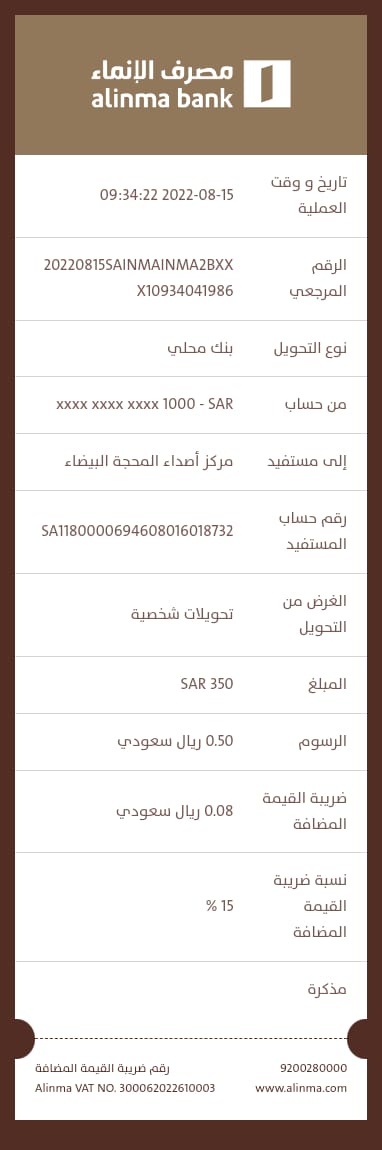 مصرف الإنماء
alinma bank
تاريخ و وقت العملية
2022-08-15 09:34:22
الرقم المرجعي
20220815SAINMAINMA2BXX
X10934041986
نوع التحويل
بنك محلي
من حساب
xxxx xxxx xxxx 1000 - SAR
إلى مستفيد
مركز أصداء المحجة البيضاء
رقم حساب المستفيد
SA1180000694608016018732
الغرض من التحويل
تحويلات شخصية
المبلغ
SAR 350
الرسوم
0.50 ريال سعودي
ضريبة القيمة المضافة
0.08 ريال سعودي
نسبة ضريبة القيمة المضافة
15 %
مذكرة
9200280000
www.alinma.com
رقم ضريبة القيمة المضافة
Alinma VAT NO. 300062022610003